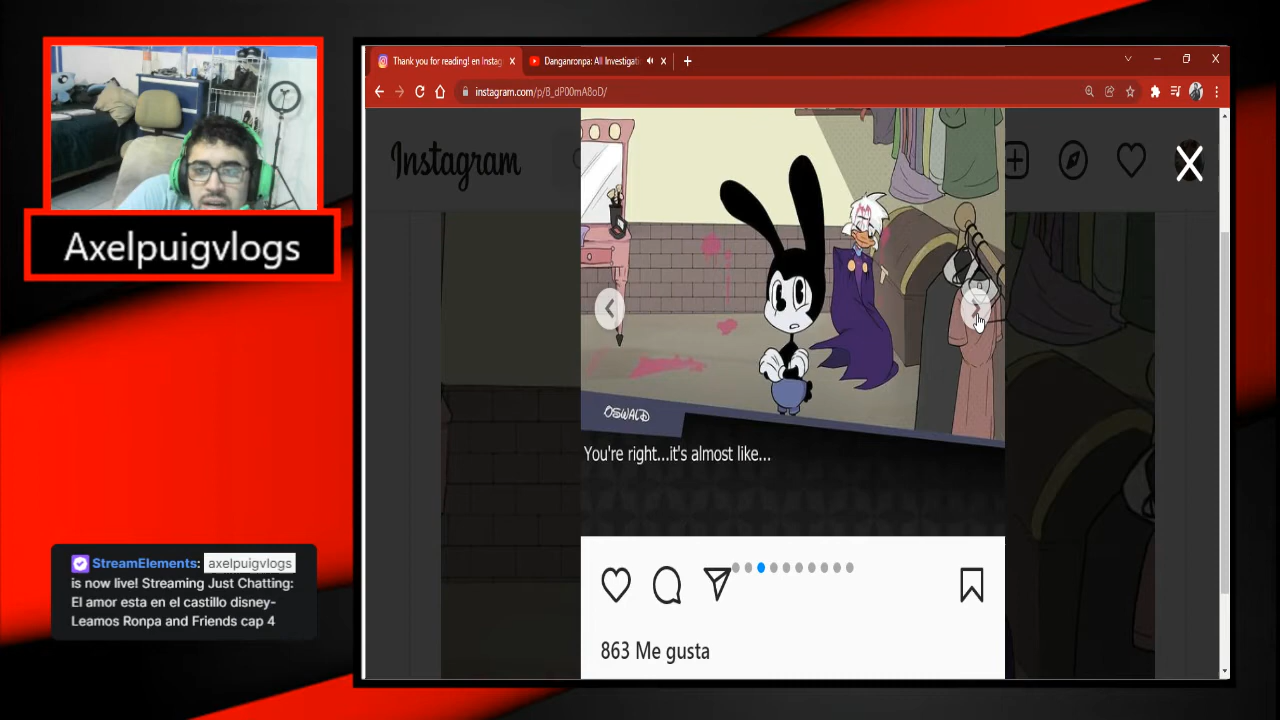 Thank you for reading! en Instag
Danganronpa: All Investigati
instagram.com/p/B_dP00mA8oD/
Instagram
Axelpuigvlogs
OSWALD
You're right...it's almost like...
StreamElements: axelpuigvlogs
is now live! Streaming Just Chatting:
El amor esta en el castillo disney-
Leamos Ronpa and Friends cap 4
863 Me gusta